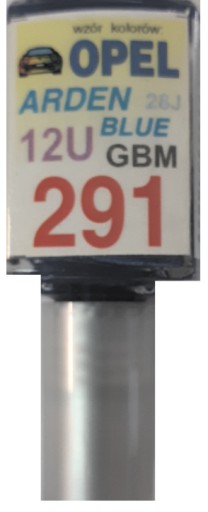 wzór kolorów:
OPEL
ARDEN 28J
12U BLUE
GBM
291